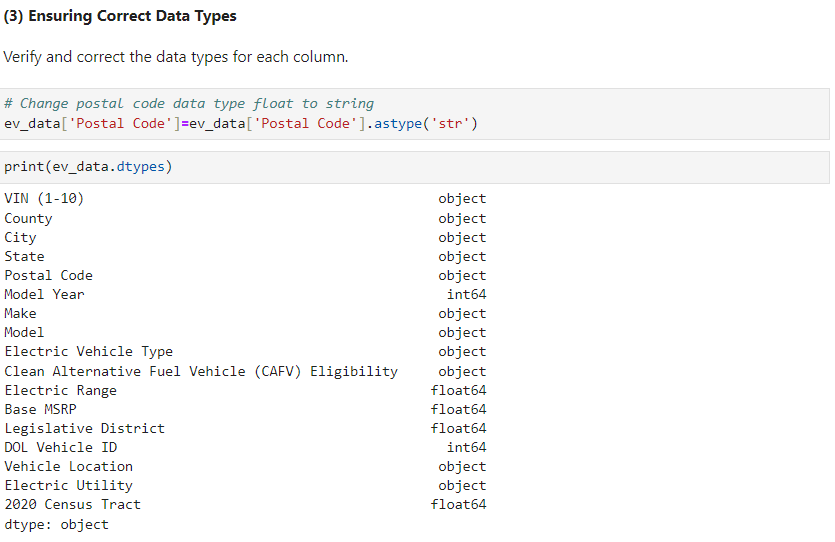 (3) Ensuring Correct Data Types
Verify and correct the data types for each column.
# Change postal code data type float to string
ev_data['Postal Code']=ev_data['Postal Code'].astype('str')
print(ev_data.dtypes)
VIN (1-10) object
County object
City object
State object
Postal Code object
Model Year int64
Make object
Model object
Electric Vehicle Type object
Clean Alternative Fuel Vehicle (CAFV) Eligibility object
Electric Range float64
Base MSRP float64
Legislative District float64
DOL Vehicle ID int64
Vehicle Location object
Electric Utility object
2020 Census Tract float64
dtype: object